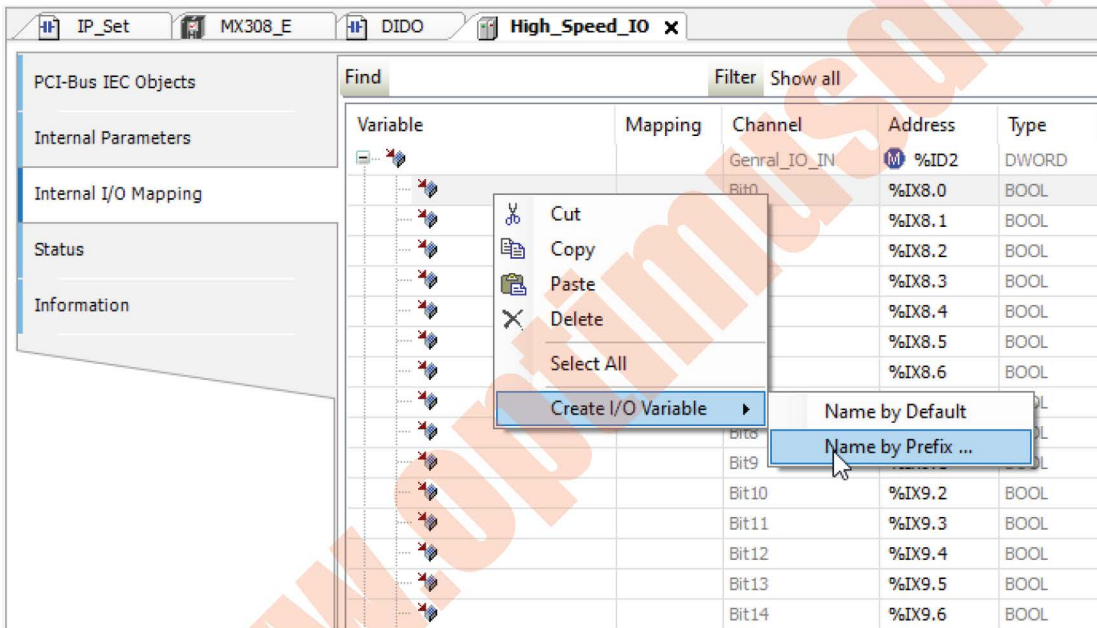 IP_Set MX308_E DIDO High_Speed_IO
PCI-Bus IEC Objects
Internal Parameters
Internal I/O Mapping
Status
Information
Find Filter Show all
Variable Mapping Channel Address Type
Genral_IO_IN %ID2 DWORD
Bit0 %IX8.0 BOOL
%IX8.1 BOOL
%IX8.2 BOOL
%IX8.3 BOOL
%IX8.4 BOOL
%IX8.5 BOOL
%IX8.6 BOOL
Bit8
Bit9
Bit10 %IX9.2 BOOL
Bit11 %IX9.3 BOOL
Bit12 %IX9.4 BOOL
Bit13 %IX9.5 BOOL
Bit14 %IX9.6 BOOL
Cut
Copy
Paste
Delete
Select All
Create I/O Variable
Name by Default
Name by Prefix ...
www.optimusdri